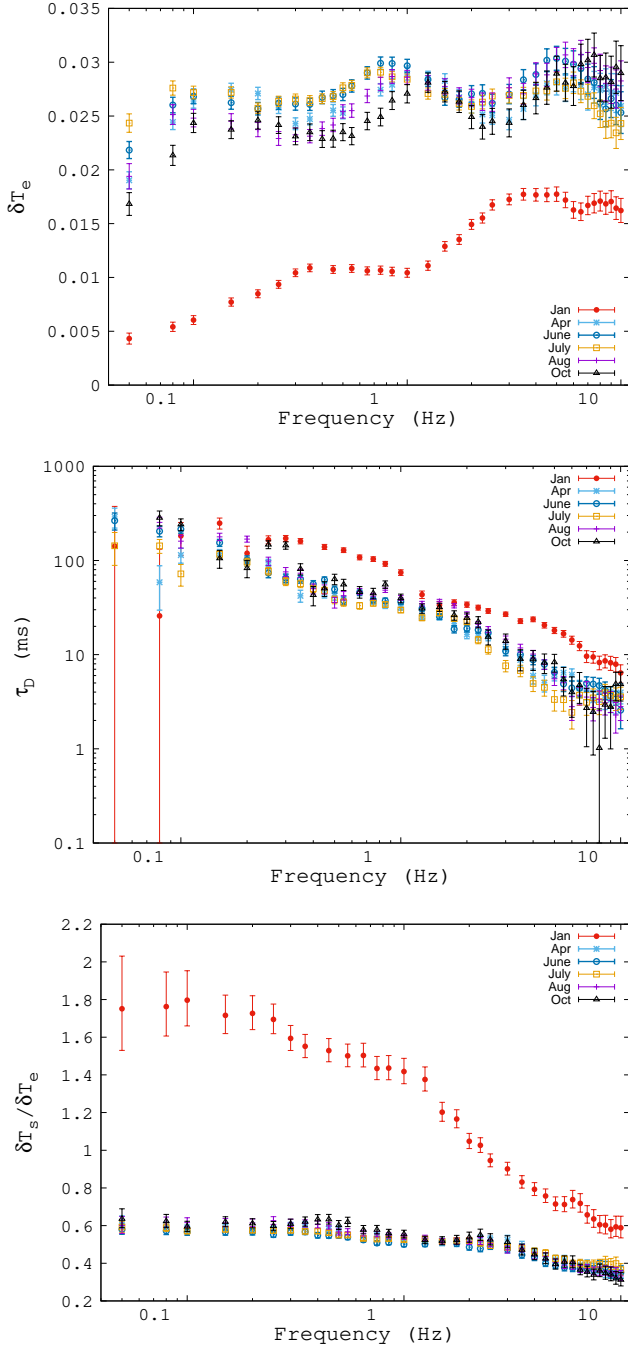 0.035
0.03
0.025
0.02
0.015
0.01
0.005
0
δT_e
0.1 1 10
Frequency (Hz)
Jan
Apr
June
July
Aug
Oct
1000
100
10
1
0.1
τ_D (ms)
0.1 1 10
Frequency (Hz)
Jan
Apr
June
July
Aug
Oct
2.2
2
1.8
1.6
1.4
1.2
1
0.8
0.6
0.4
0.2
δT_s/δT_e
0.1 1 10
Frequency (Hz)
Jan
Apr
June
July
Aug
Oct